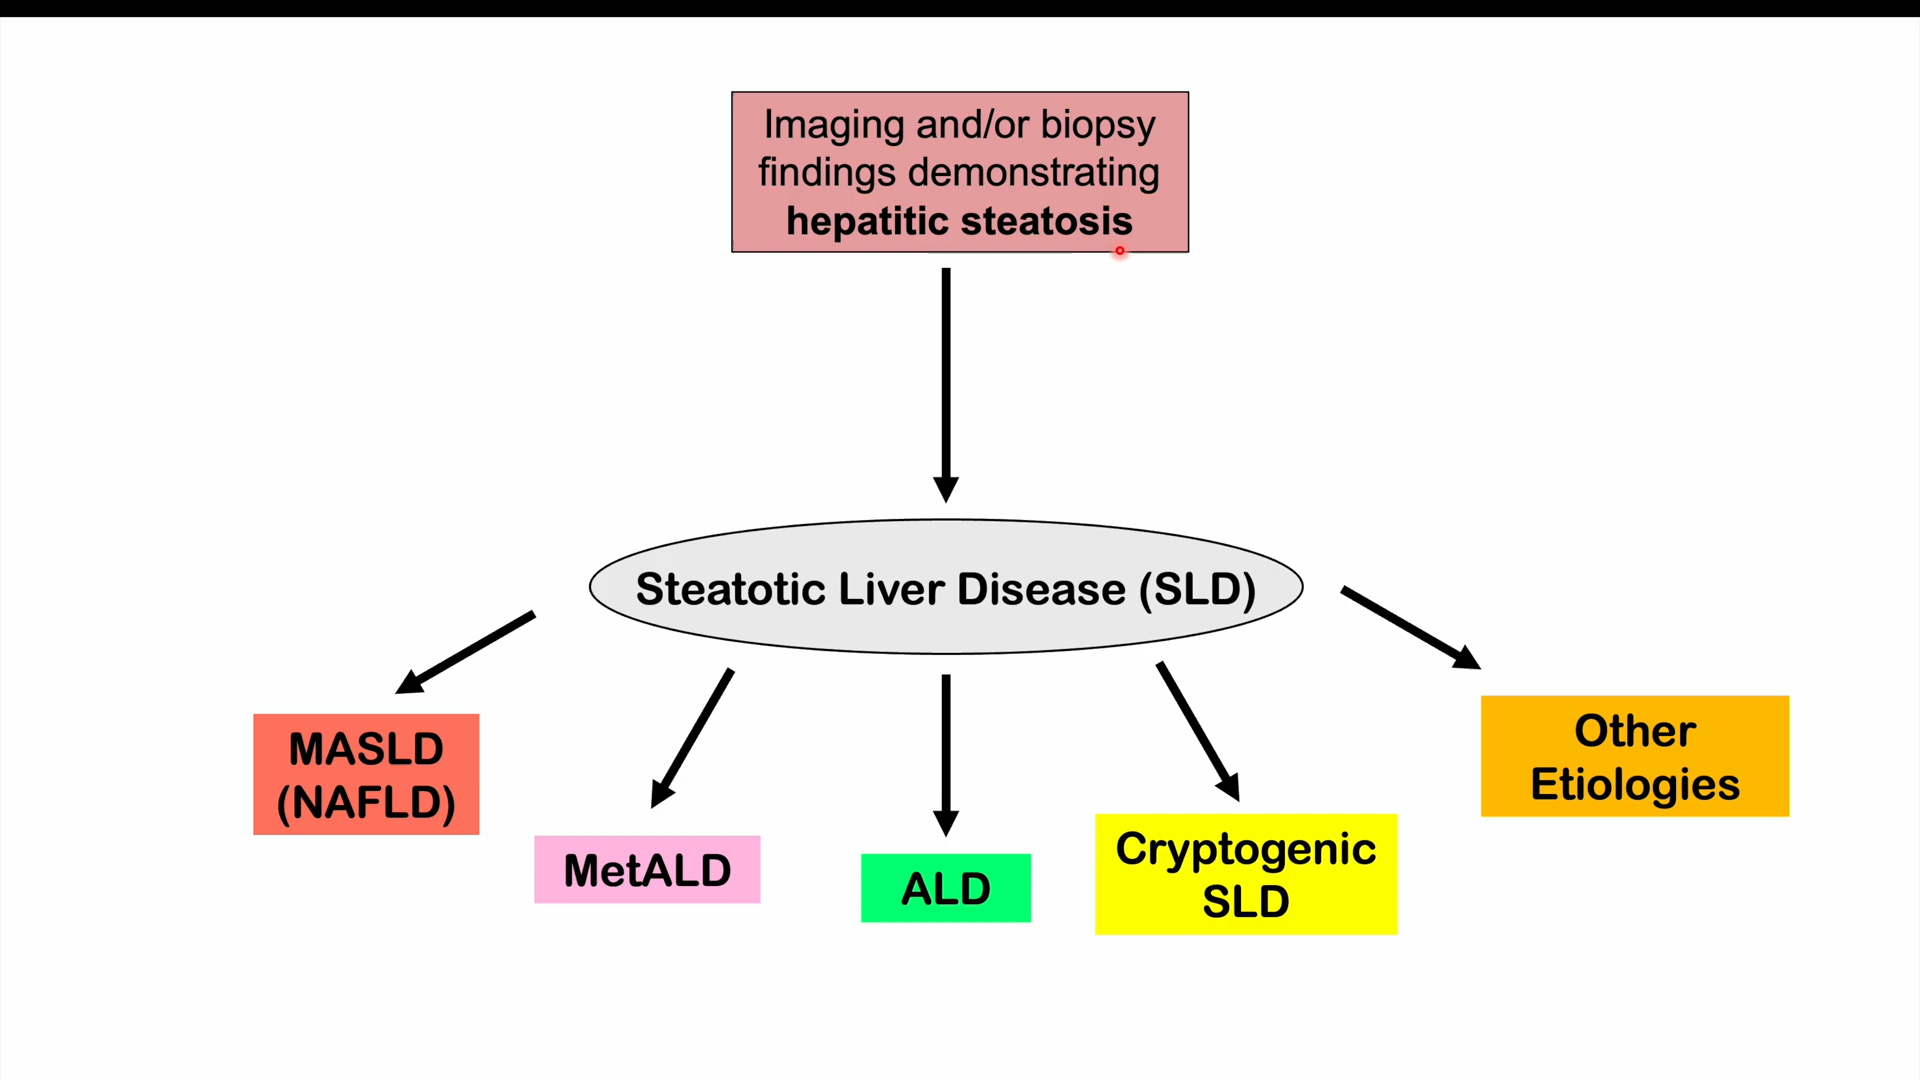 Imaging and/or biopsy
findings demonstrating
hepatitic steatosis
Steatotic Liver Disease (SLD)
MASLD
(NAFLD)
MetALD
ALD
Cryptogenic
SLD
Other
Etiologies